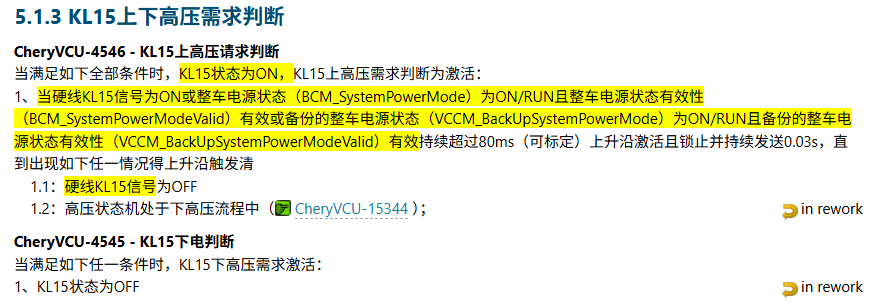 5.1.3 KL15上下高压需求判断
CheryVCU-4546 - KL15上高压请求判断
当满足如下全部条件时，KL15状态为ON，KL15上高压需求判断为激活：
1、当硬线KL15信号为ON或整车电源状态（BCM_SystemPowerMode）为ON/RUN且整车电源状态有效性
（BCM_SystemPowerModeValid）有效或备份的整车电源状态（VCCM_BackUpSystemPowerMode）为ON/RUN且备份的整车电
源状态有效性（VCCM_BackUpSystemPowerModeValid）有效持续超过80ms（可标定）上升沿激活且锁止并持续发送0.03s，直
到出现如下任一情况得上升沿触发清
1.1：硬线KL15信号为OFF
1.2：高压状态机处于下高压流程中（ CheryVCU-15344 ）；
in rework
CheryVCU-4545 - KL15下电判断
当满足如下任一条件时，KL15下高压需求激活：
1、KL15状态为OFF
in rework